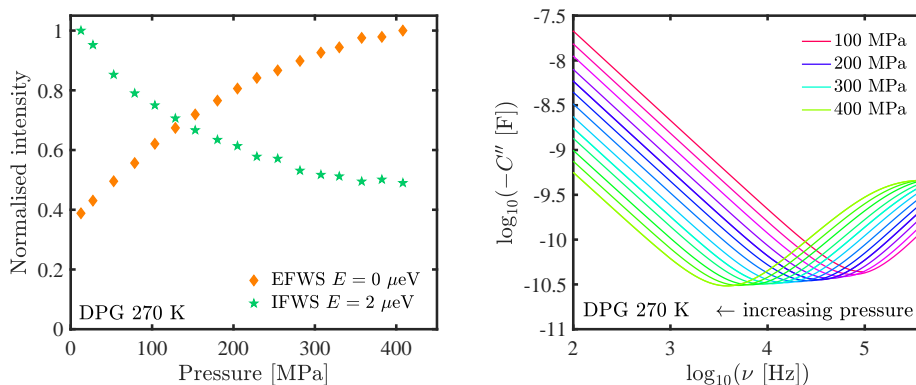 1
0.8
0.6
0.4
0.2
0
Normalised intensity
EFWS E = 0 μeV
IFWS E = 2 μeV
DPG 270 K
0 100 200 300 400
Pressure [MPa]
-7.5
-8
-8.5
-9
-9.5
-10
-10.5
-11
log₁₀(−C″ [F])
100 MPa
200 MPa
300 MPa
400 MPa
DPG 270 K ← increasing pressure
2 3 4 5
log₁₀(ν [Hz])